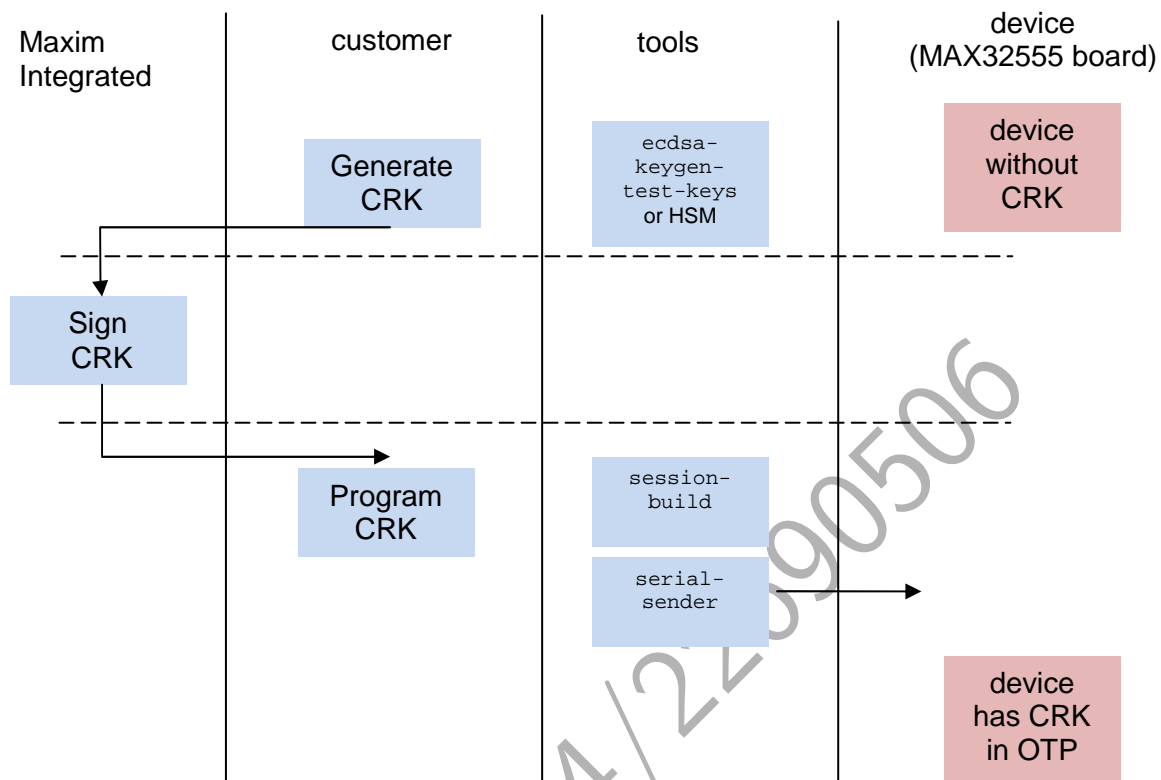 Maxim
Integrated
customer
tools
device
(MAX32555 board)
Generate
CRK
ecdsa-
keygen-
test-keys
or HSM
device
without
CRK
Sign
CRK
Program
CRK
session-
build
serial-
sender
device
has CRK
in OTP